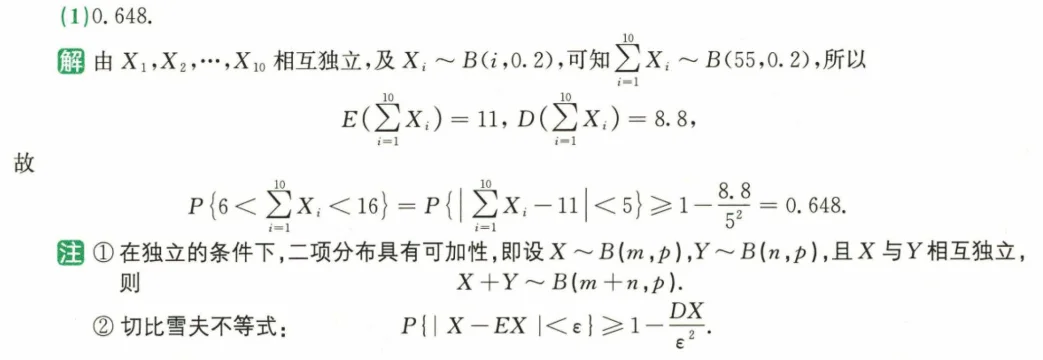 (1)0.648.
解 由 X₁,X₂,⋯,X₁₀ 相互独立,及 Xᵢ ～ B(i,0.2),可知 ∑_{i=1}^{10} Xᵢ ～ B(55,0.2),所以
E(∑_{i=1}^{10} Xᵢ) = 11, D(∑_{i=1}^{10} Xᵢ) = 8.8,
故
P{6 < ∑_{i=1}^{10} Xᵢ < 16} = P{|∑_{i=1}^{10} Xᵢ − 11| < 5} ⩾ 1 − 8.8/5² = 0.648.
注 ① 在独立的条件下,二项分布具有可加性,即设 X ～ B(m,p),Y ～ B(n,p),且 X 与 Y 相互独立,
则 X + Y ～ B(m + n,p).
② 切比雪夫不等式: P{| X − EX | < ε} ⩾ 1 − DX/ε².